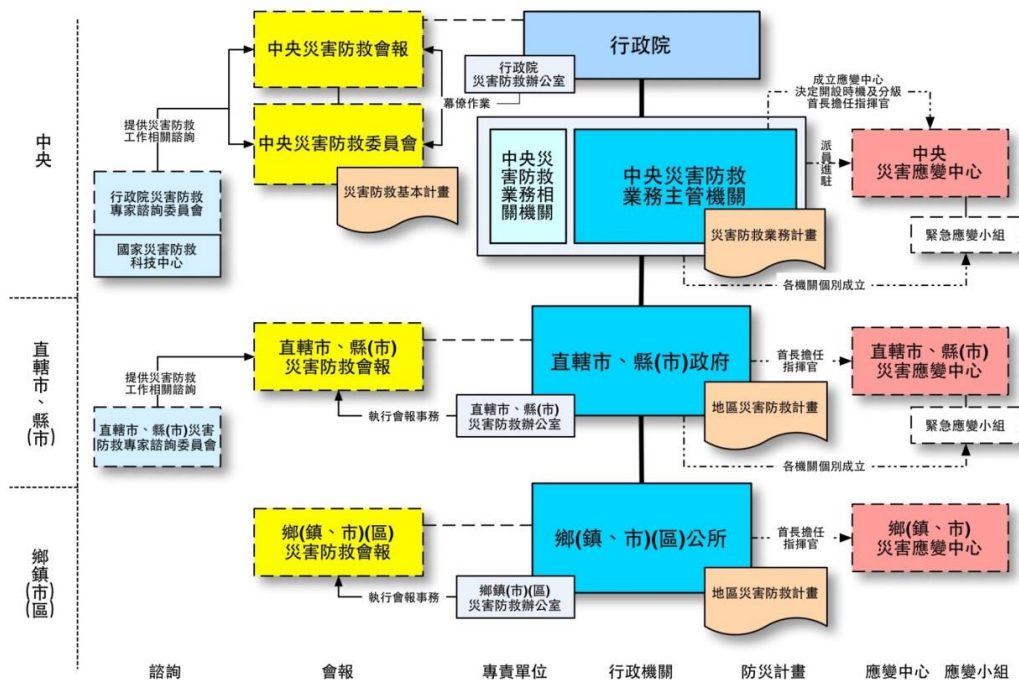 中央
行政院
中央災害防救會報
行政院
災害防救辦公室
幕僚作業
成立應變中心
決定開設時機及分級
首長擔任指揮官
提供災害防救
工作相關諮詢
中央災害防救委員會
災害防救基本計畫
中央災
害防救
業務相
關機關
中央災害防救
業務主管機關
災害防救業務計畫
派員進駐
中央
災害應變中心
緊急應變小組
各機關個別成立
行政院災害防救
專家諮詢委員會
國家災害防救
科技中心
直轄市、縣(市)
直轄市、縣(市)
災害防救會報
直轄市、縣(市)政府
首長擔任
指揮官
直轄市、縣(市)
災害應變中心
提供災害防救
工作相關諮詢
直轄市、縣(市)災害
防救專家諮詢委員會
執行會報事務
直轄市、縣(市)
災害防救辦公室
地區災害防救計畫
緊急應變小組
各機關個別成立
鄉鎮市(區)
鄉(鎮、市)(區)
災害防救會報
鄉(鎮、市)(區)公所
首長擔任
指揮官
鄉(鎮、市)
災害應變中心
執行會報事務
鄉鎮(市)(區)
災害防救辦公室
地區災害防救計畫
諮詢 會報 專責單位 行政機關 防災計畫 應變中心 應變小組